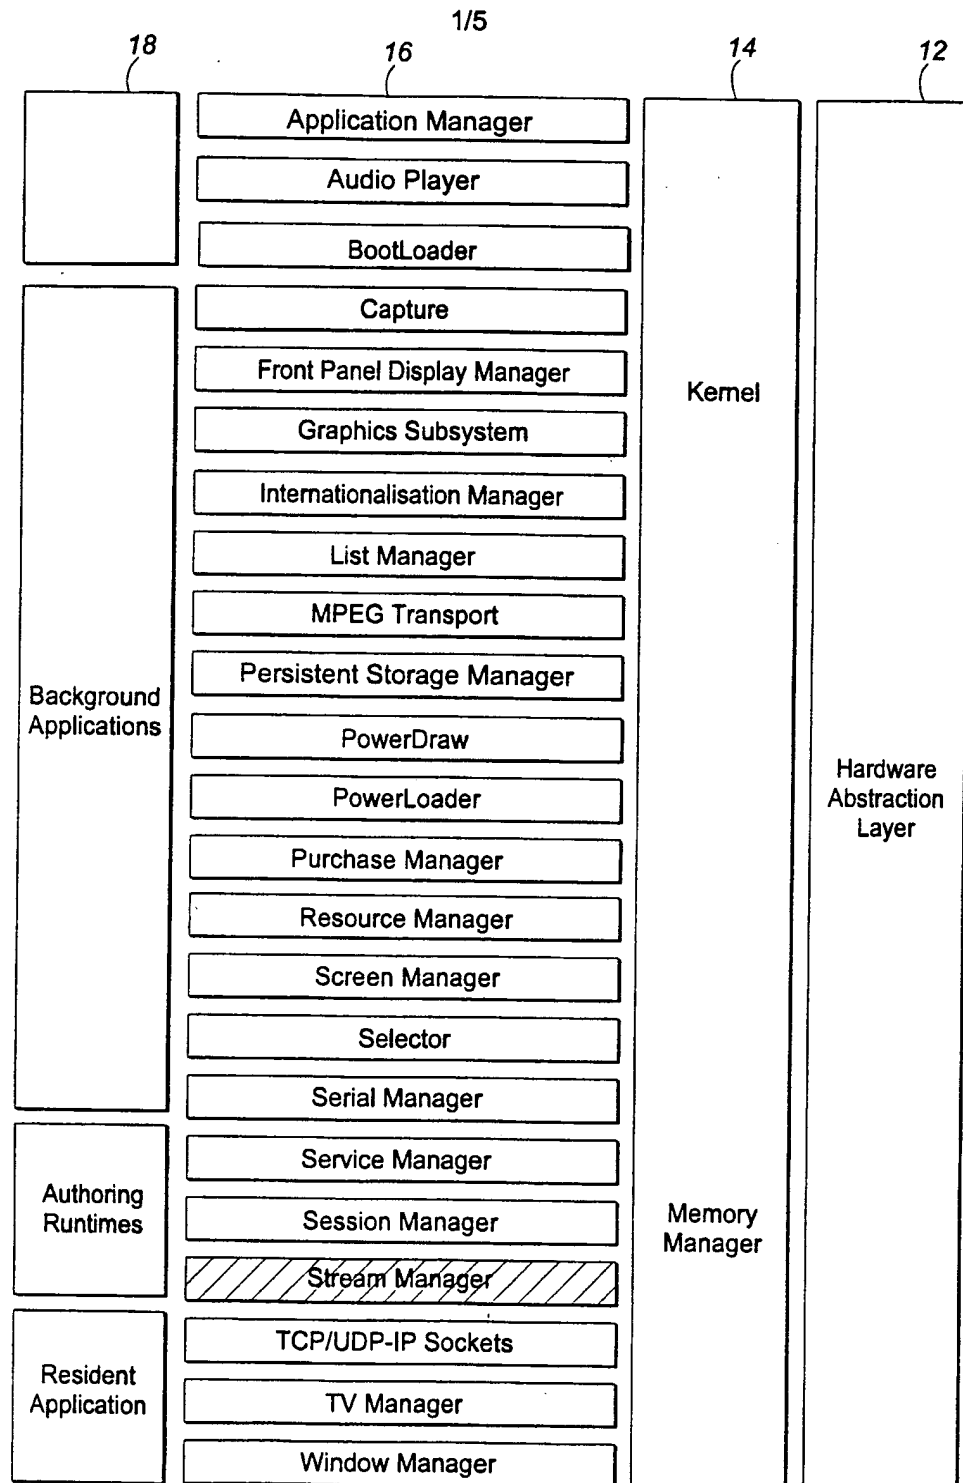 1/5
18
16
14
12
Application Manager
Audio Player
BootLoader
Capture
Front Panel Display Manager
Graphics Subsystem
Internationalisation Manager
List Manager
MPEG Transport
Persistent Storage Manager
PowerDraw
PowerLoader
Purchase Manager
Resource Manager
Screen Manager
Selector
Serial Manager
Service Manager
Session Manager
Stream Manager
TCP/UDP-IP Sockets
TV Manager
Window Manager
Background
Applications
Authoring
Runtimes
Resident
Application
Kernel
Memory
Manager
Hardware
Abstraction
Layer